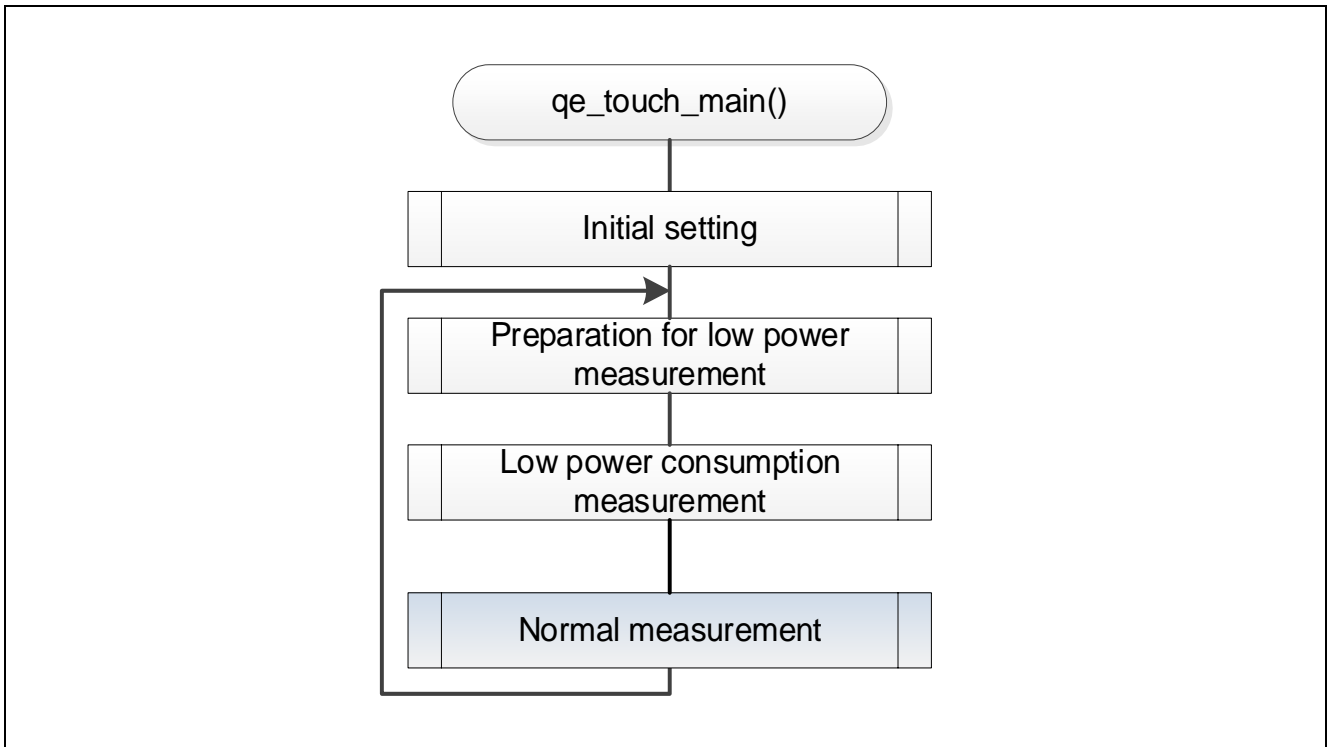 qe_touch_main()
Initial setting
Preparation for low power
measurement
Low power consumption
measurement
Normal measurement